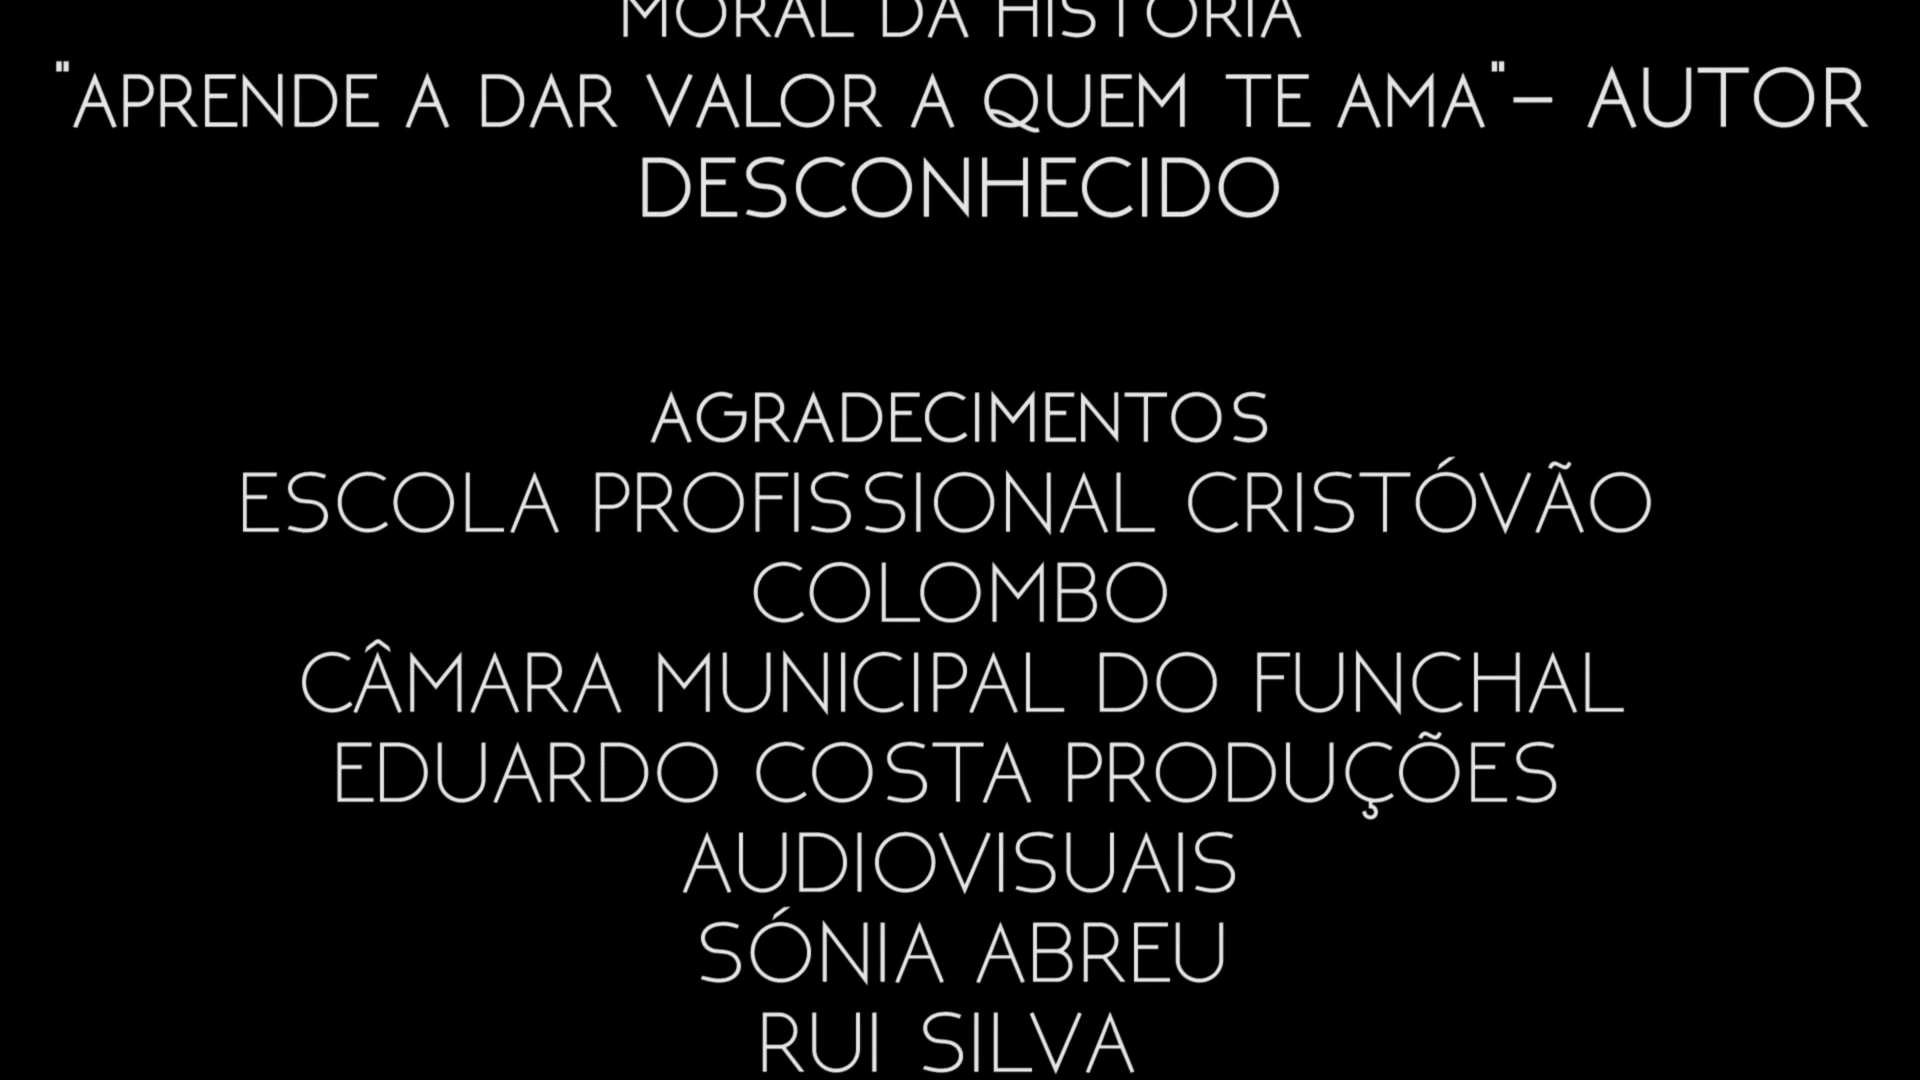 MORAL DA HISTÓRIA
"APRENDE A DAR VALOR A QUEM TE AMA"– AUTOR
DESCONHECIDO
AGRADECIMENTOS
ESCOLA PROFISSIONAL CRISTÓVÃO
COLOMBO
CÂMARA MUNICIPAL DO FUNCHAL
EDUARDO COSTA PRODUÇÕES
AUDIOVISUAIS
SÓNIA ABREU
RUI SILVA